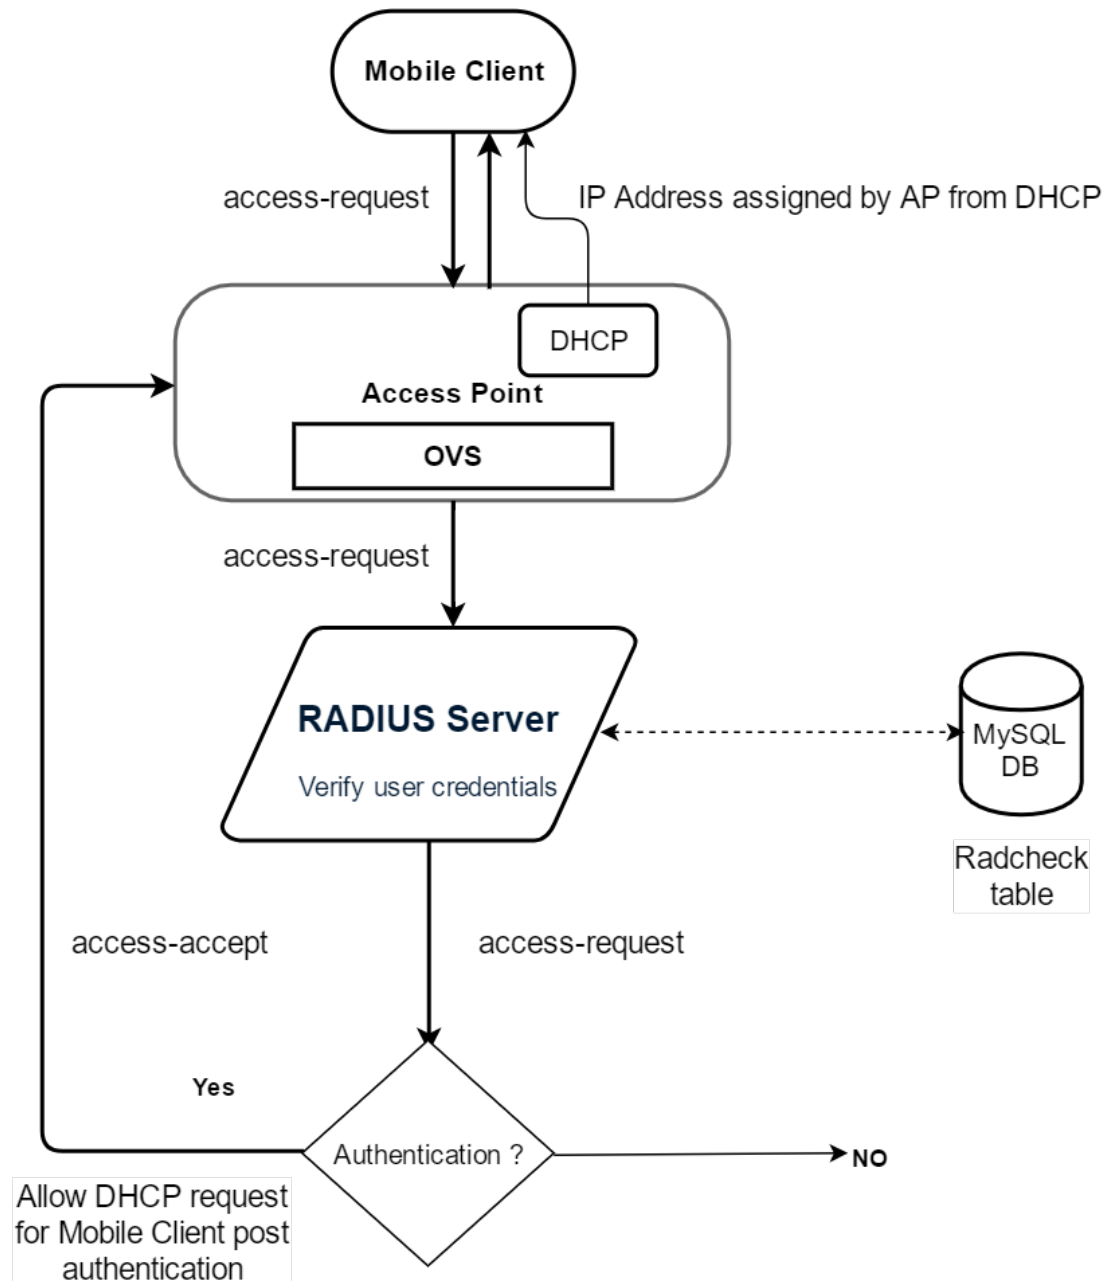 Mobile Client
access-request
IP Address assigned by AP from DHCP
DHCP
Access Point
OVS
access-request
RADIUS Server
Verify user credentials
MySQL
DB
Radcheck
table
access-accept
access-request
Yes
Authentication ?
NO
Allow DHCP request
for Mobile Client post
authentication